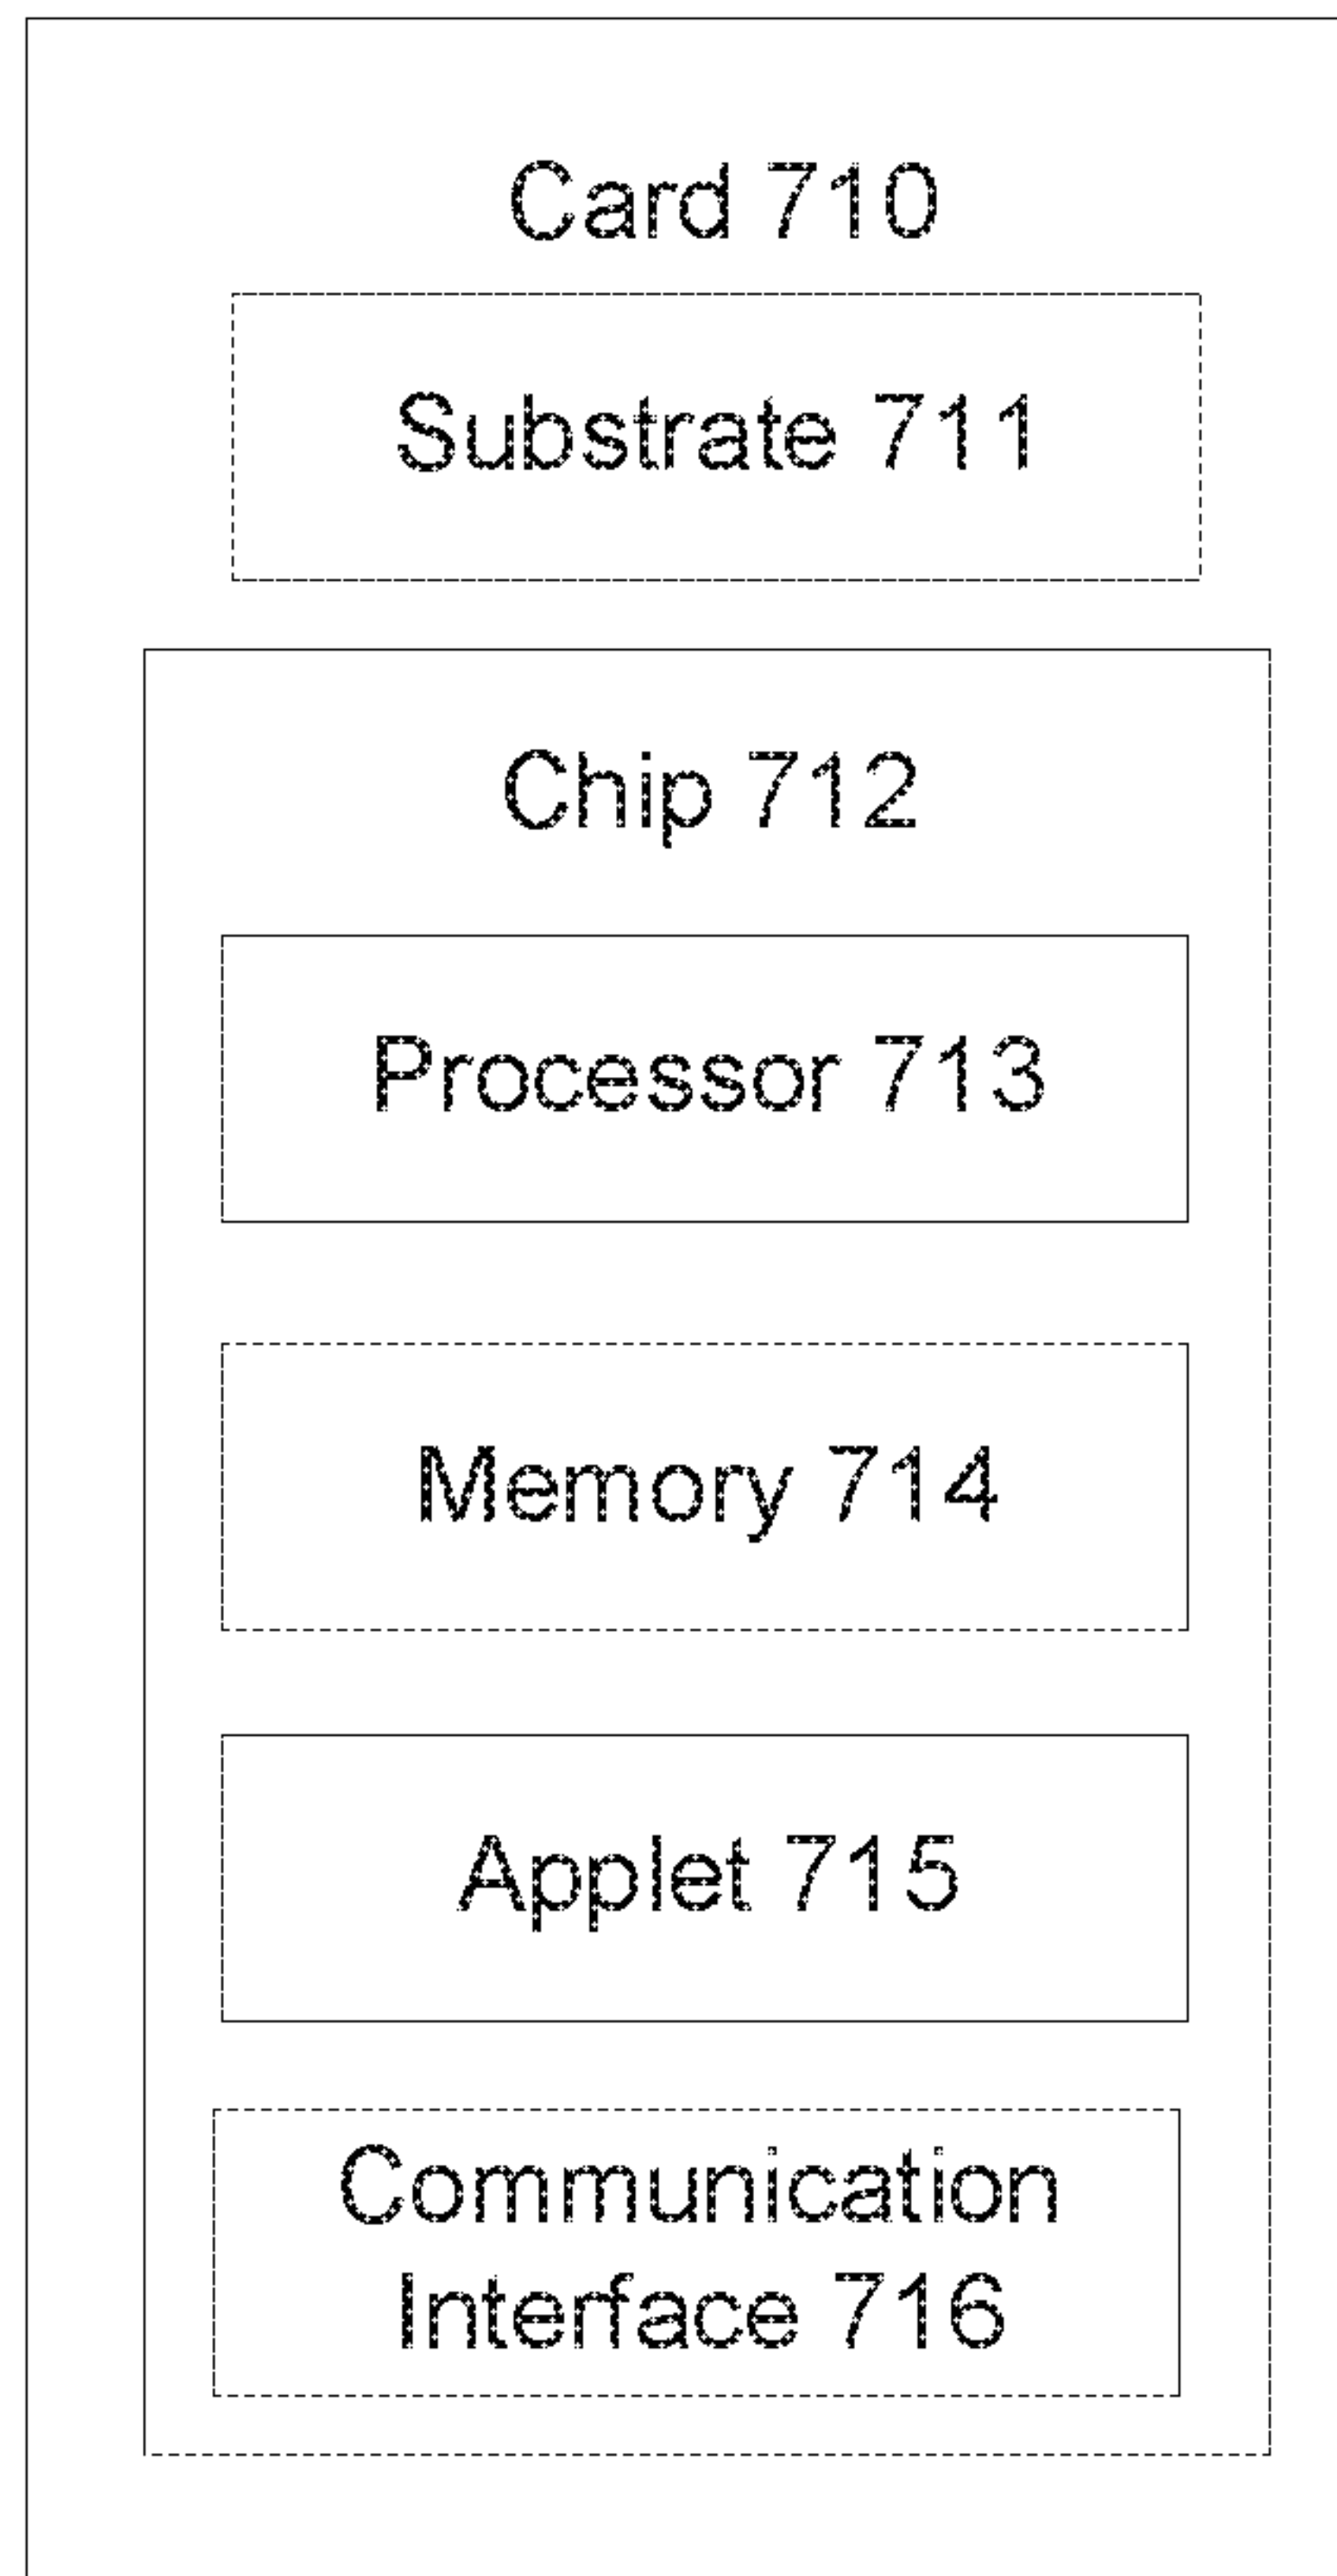 Card 710
Substrate 711
Chip 712
Processor 713
Memory 714
Applet 715
Communication
Interface 716